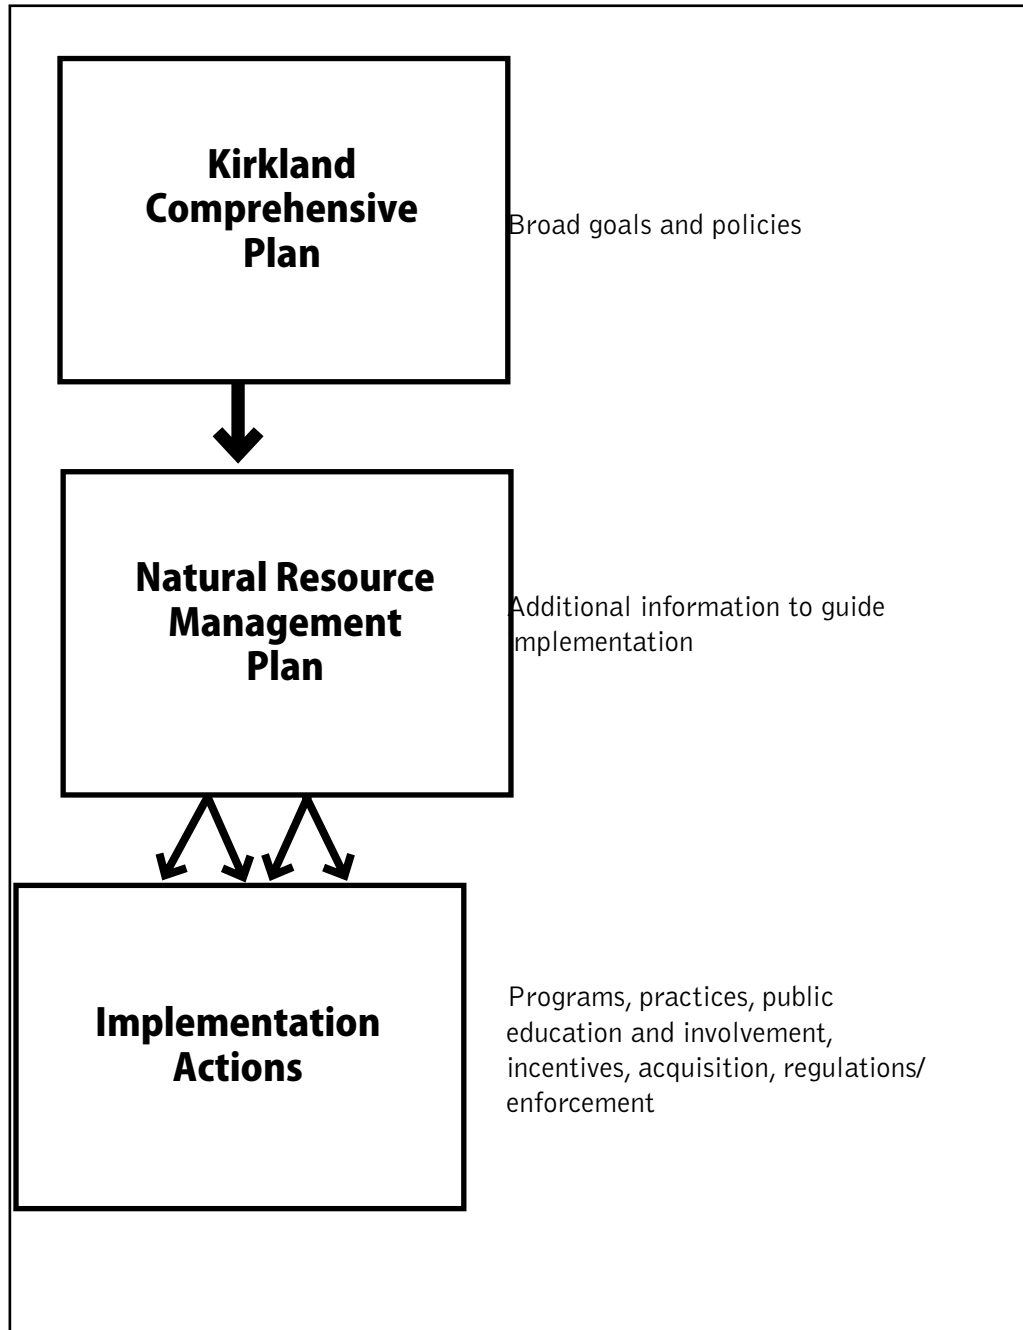 Kirkland
Comprehensive
Plan
Broad goals and policies
Natural Resource
Management
Plan
Additional information to guide
implementation
Implementation
Actions
Programs, practices, public
education and involvement,
incentives, acquisition, regulations/
enforcement